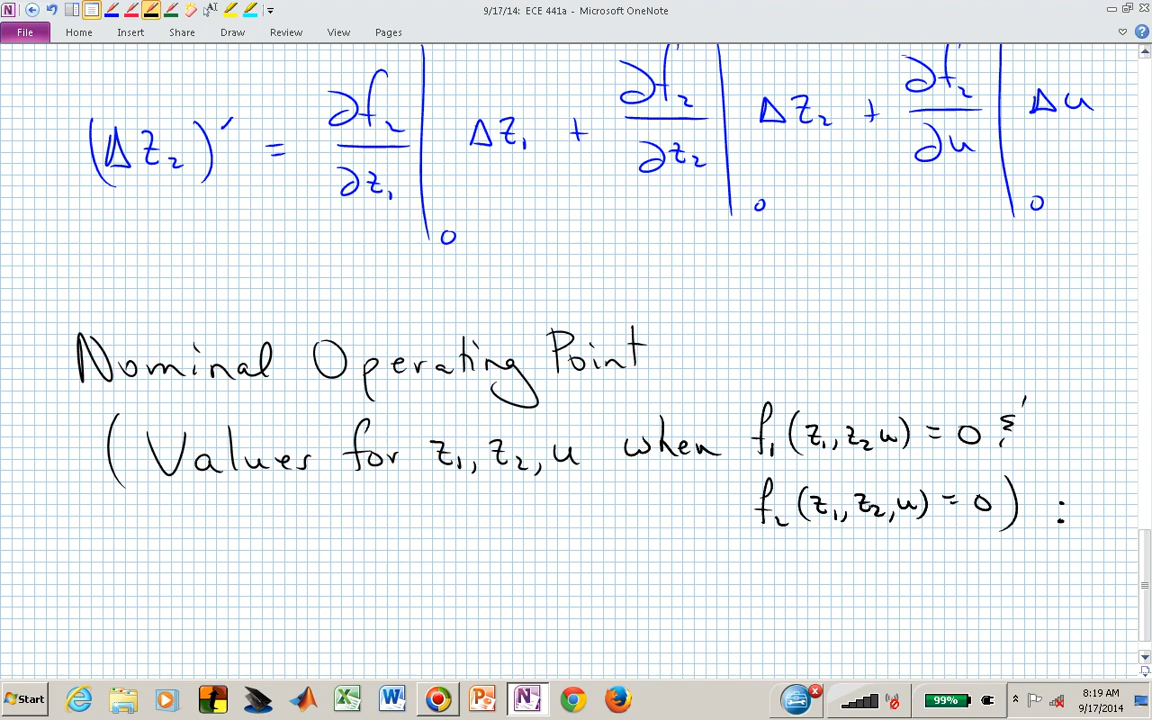 9/17/14: ECE 441a - Microsoft OneNote
File Home Insert Share Draw Review View Pages
(Δz₂)' = ∂f₂/∂z₁ |₀ Δz₁ + ∂f₂/∂z₂ |₀ Δz₂ + ∂f₂/∂u |₀ Δu
Nominal Operating Point
(Values for z₁, z₂, u when f₁(z₁, z₂ u) = 0 &
f₂(z₁, z₂, u) = 0) :
Start
99%
8:19 AM
9/17/2014